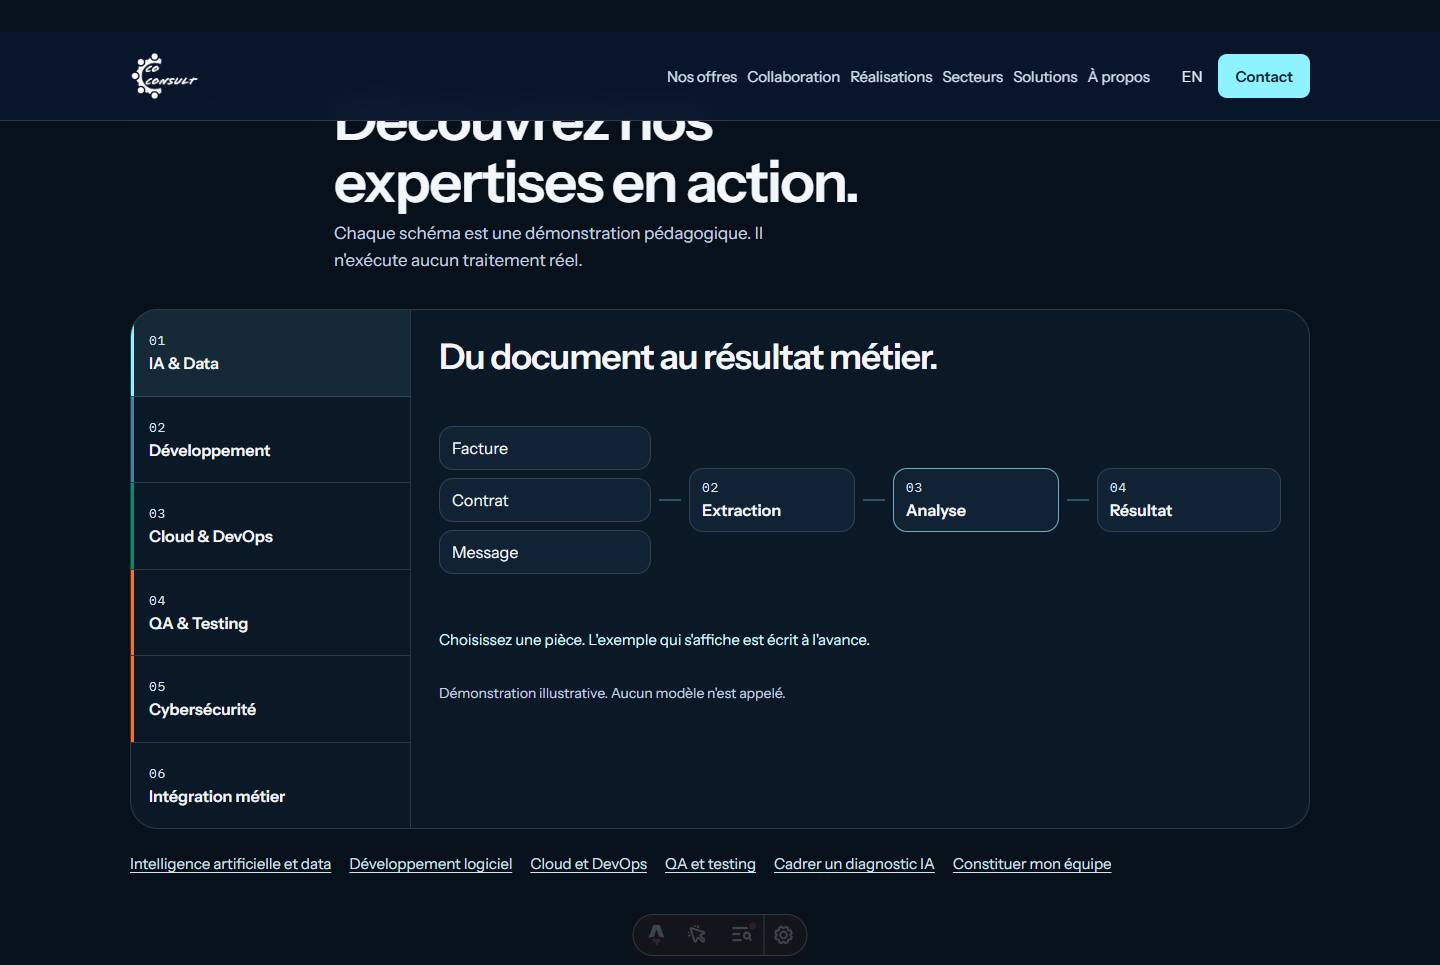 CO
CONSULT
Nos offres Collaboration Réalisations Secteurs Solutions À propos EN Contact
Découvrez nos
expertises en action.
Chaque schéma est une démonstration pédagogique. Il
n'exécute aucun traitement réel.
01
IA & Data
02
Développement
03
Cloud & DevOps
04
QA & Testing
05
Cybersécurité
06
Intégration métier
Du document au résultat métier.
Facture
Contrat
Message
02
Extraction
03
Analyse
04
Résultat
Choisissez une pièce. L'exemple qui s'affiche est écrit à l'avance.
Démonstration illustrative. Aucun modèle n'est appelé.
Intelligence artificielle et data Développement logiciel Cloud et DevOps QA et testing Cadrer un diagnostic IA Constituer mon équipe